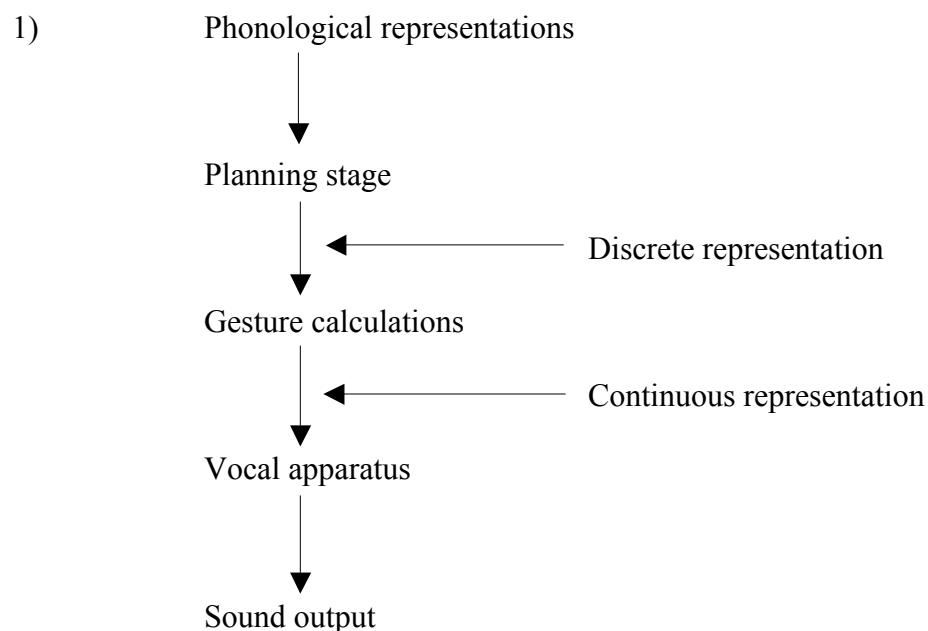 1) Phonological representations
Planning stage
Discrete representation
Gesture calculations
Continuous representation
Vocal apparatus
Sound output